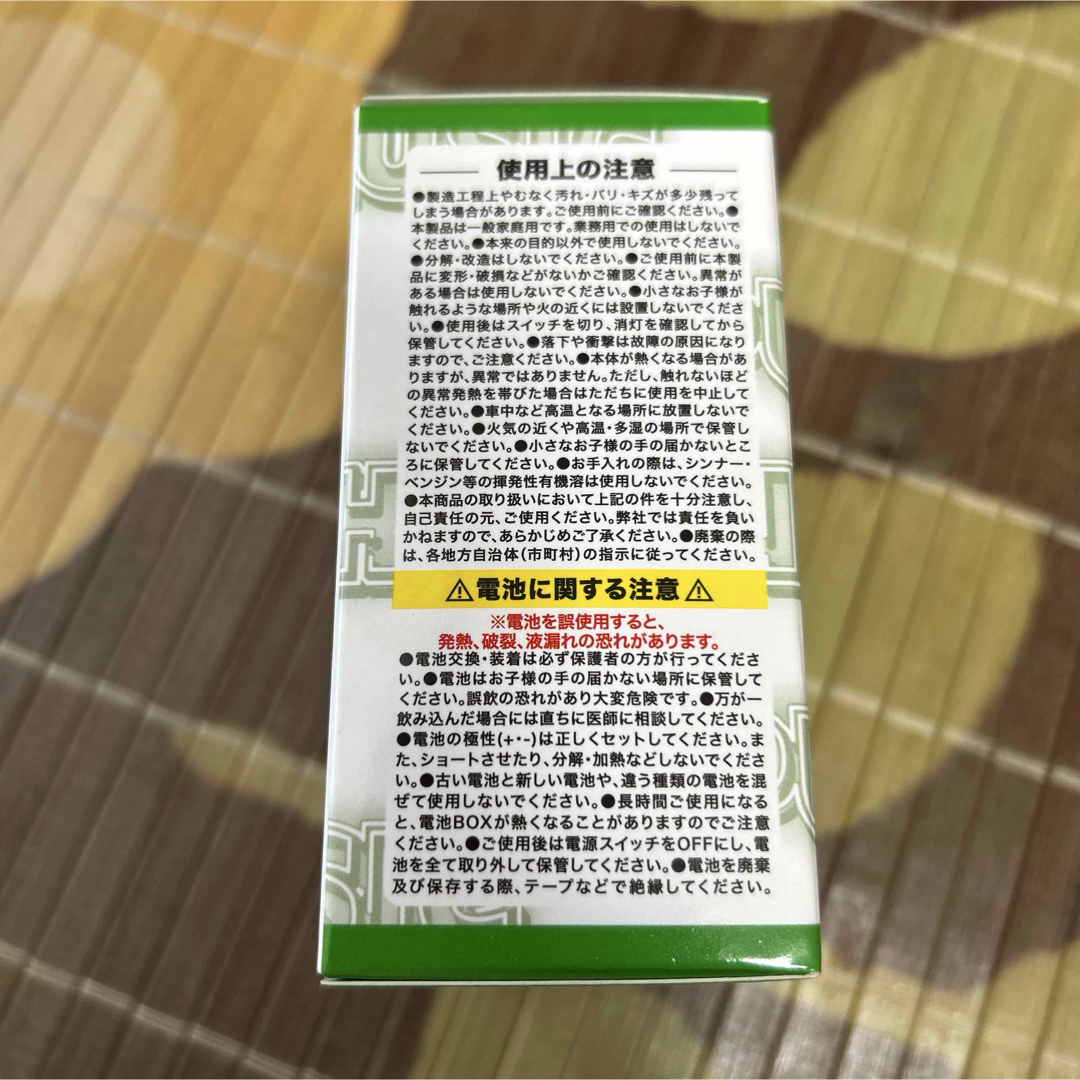 使用上の注意
●製造工程上やむなく汚れ・バリ・キズが多少残って
しまう場合があります。ご使用前にご確認ください。●
本製品は一般家庭用です。業務用での使用はしないで
ください。●本来の目的以外で使用しないでください。
●分解・改造はしないでください。●ご使用前に本製
品に変形・破損などがないかご確認ください。異常が
ある場合は使用しないでください。●小さなお子様が
触れるような場所や火の近くには設置しないでくださ
い。●使用後はスイッチを切り、消灯を確認してから
保管してください。●落下や衝撃は故障の原因になり
ますので、ご注意ください。●本体が熱くなる場合があ
りますが、異常ではありません。ただし、触れないほど
の異常発熱を帯びた場合はただちに使用を中止して
ください。●車中など高温となる場所に放置しないで
ください。●火気の近くや高温・多湿の場所で保管し
ないでください。●小さなお子様の手の届かないとこ
ろに保管してください。●お手入れの際は、シンナー・
ベンジン等の揮発性有機溶は使用しないでください。
●本商品の取り扱いにおいて上記の件を十分注意し、
自己責任の元、ご使用ください。弊社では責任を負い
かねますので、あらかじめご了承ください。●廃棄の際
は、各地方自治体(市町村)の指示に従ってください。
⚠電池に関する注意⚠
※電池を誤使用すると、
発熱、破裂、液漏れの恐れがあります。
●電池交換・装着は必ず保護者の方が行ってくださ
い。●電池はお子様の手の届かない場所に保管して
ください。誤飲の恐れがあり大変危険です。●万が一
飲み込んだ場合には直ちに医師に相談してください。
●電池の極性(+・-)は正しくセットしてください。ま
た、ショートさせたり、分解・加熱などしないでくださ
い。●古い電池と新しい電池や、違う種類の電池を混
ぜて使用しないでください。●長時間ご使用になる
と、電池BOXが熱くなることがありますのでご注意
ください。●ご使用後は電源スイッチをOFFにし、電
池を全て取り外して保管してください。●電池を廃棄
及び保存する際、テープなどで絶縁してください。